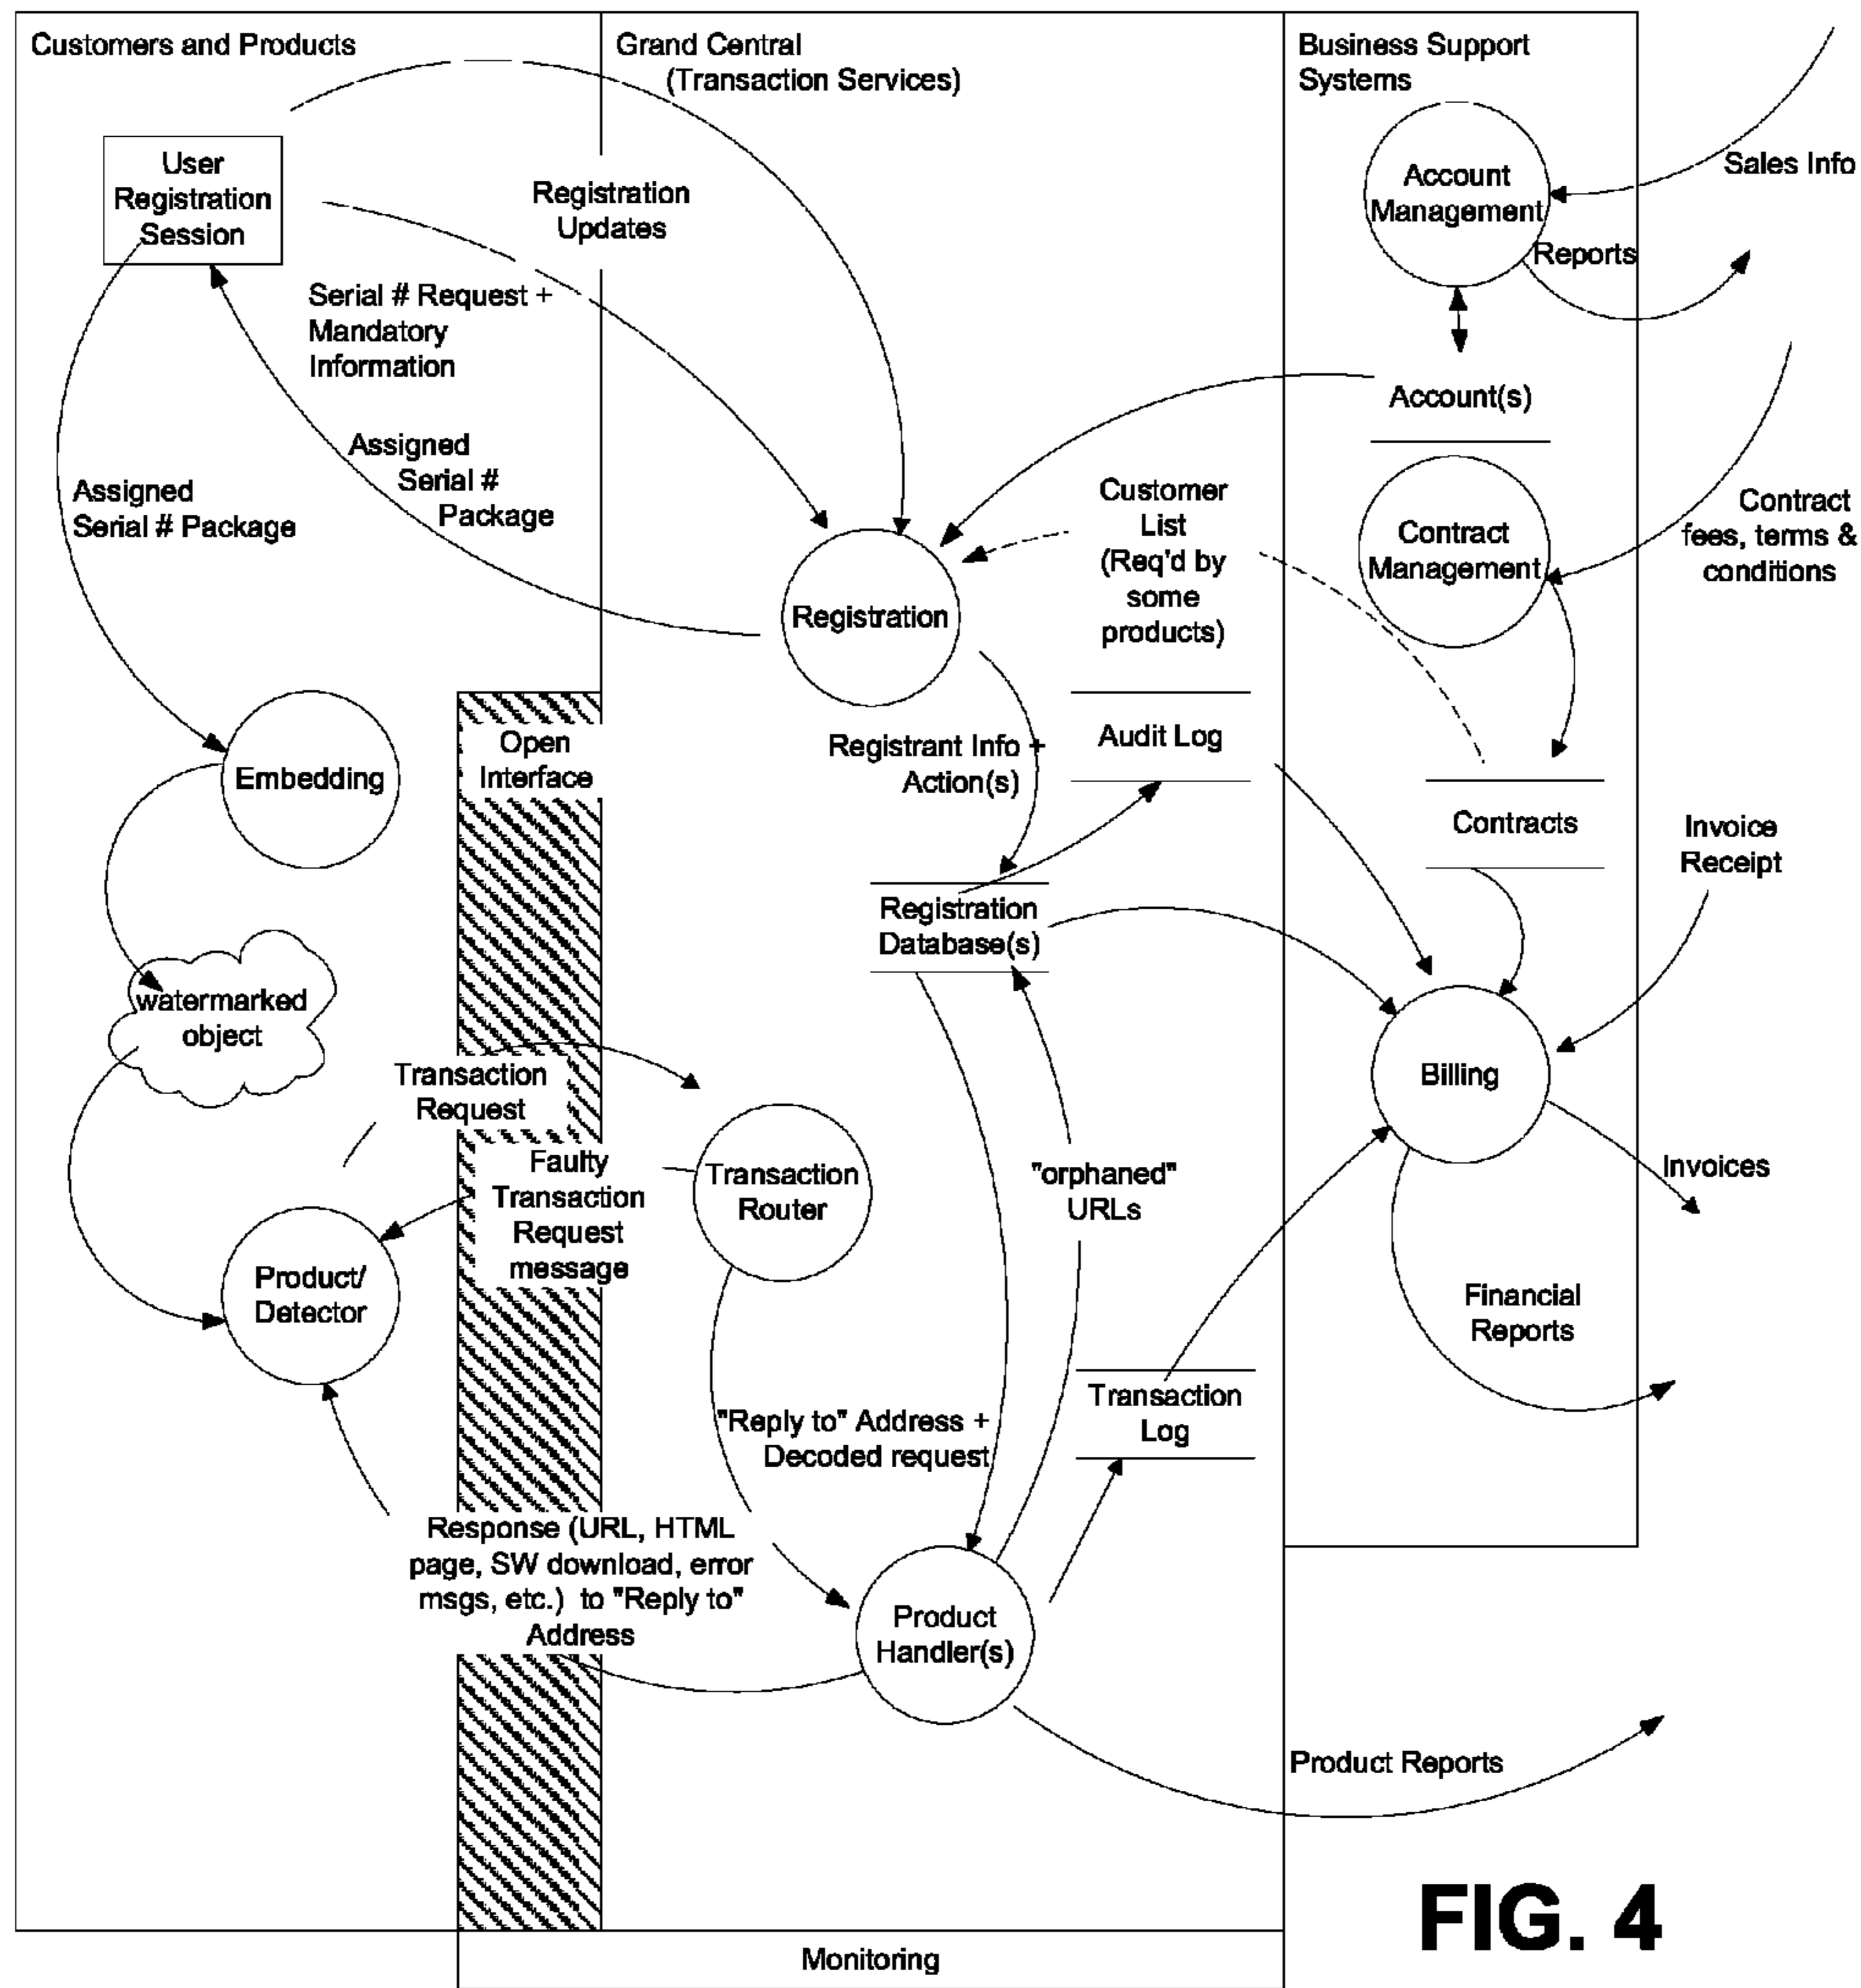 Customers and Products
Grand Central
(Transaction Services)
Business Support
Systems
User
Registration
Session
Registration
Updates
Account
Management
Sales Info
Reports
Serial # Request +
Mandatory
Information
Account(s)
Assigned
Serial #
Package
Assigned
Serial # Package
Customer
List
(Req'd by
some
products)
Contract
Management
Contract
fees, terms &
conditions
Registration
Open
Interface
Embedding
Registrant Info +
Action(s)
Audit Log
Contracts
Invoice
Receipt
Registration
Database(s)
watermarked
object
Transaction
Request
Billing
Faulty
Transaction
Request
message
Transaction
Router
"orphaned"
URLs
Invoices
Product/
Detector
Financial
Reports
"Reply to" Address +
Decoded request
Transaction
Log
Response (URL, HTML
page, SW download, error
msgs, etc.) to "Reply to"
Address
Product
Handler(s)
Product Reports
FIG. 4
Monitoring